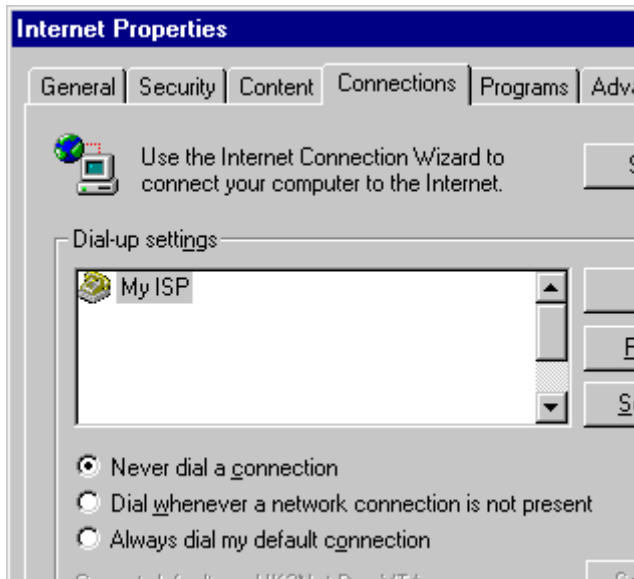 Internet Properties
General Security Content Connections Programs
Use the Internet Connection Wizard to
connect your computer to the Internet.
Dial-up settings
My ISP
Never dial a connection
Dial whenever a network connection is not present
Always dial my default connection